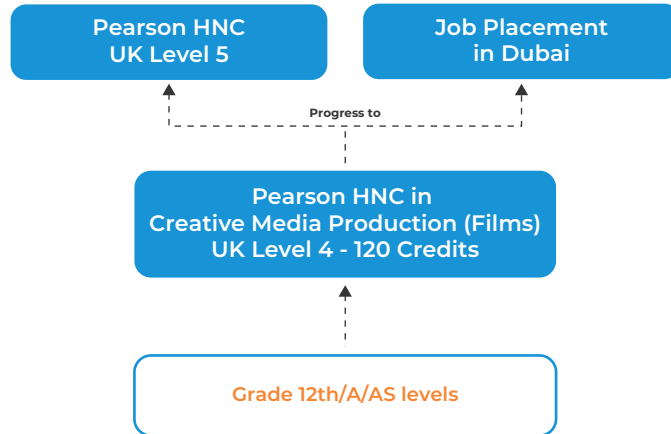 Pearson HNC
UK Level 5
Job Placement
in Dubai
Progress to
Pearson HNC in
Creative Media Production (Films)
UK Level 4 - 120 Credits
Grade 12th/A/AS levels